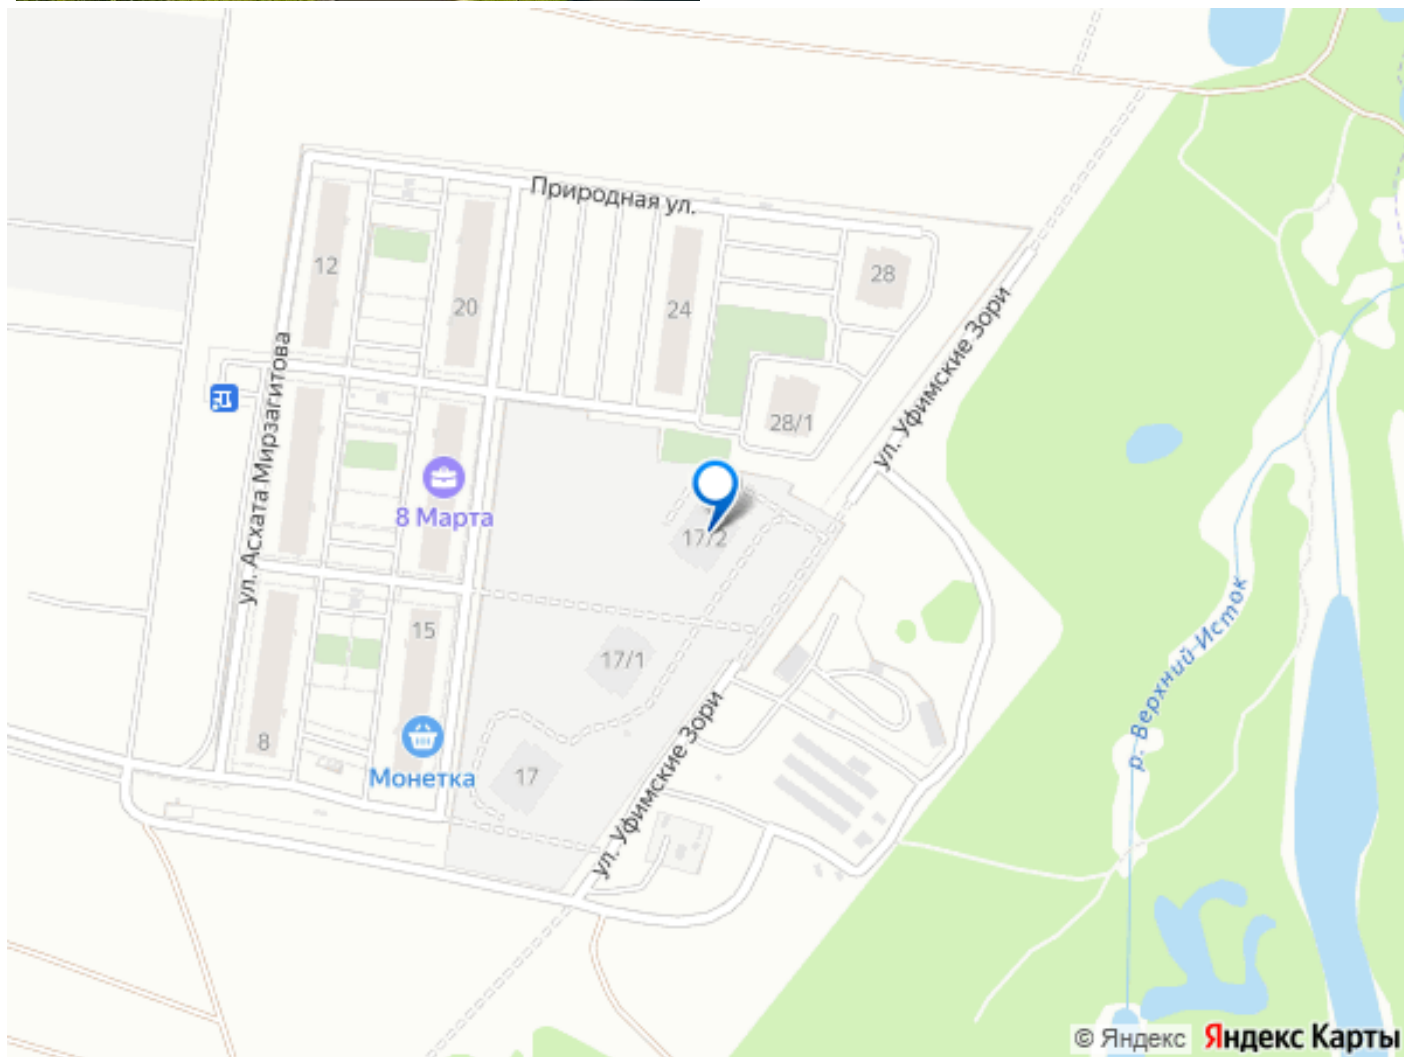 Природная ул.
12
20
24
28
28/1
ул. Асхата Мирзагитова
ул. Уфимские Зори
8 Марта
17/2
15
17/1
8
Монетка
17
ул. Уфимские Зори
р. Верхний Исток
© Яндекс Яндекс Карты